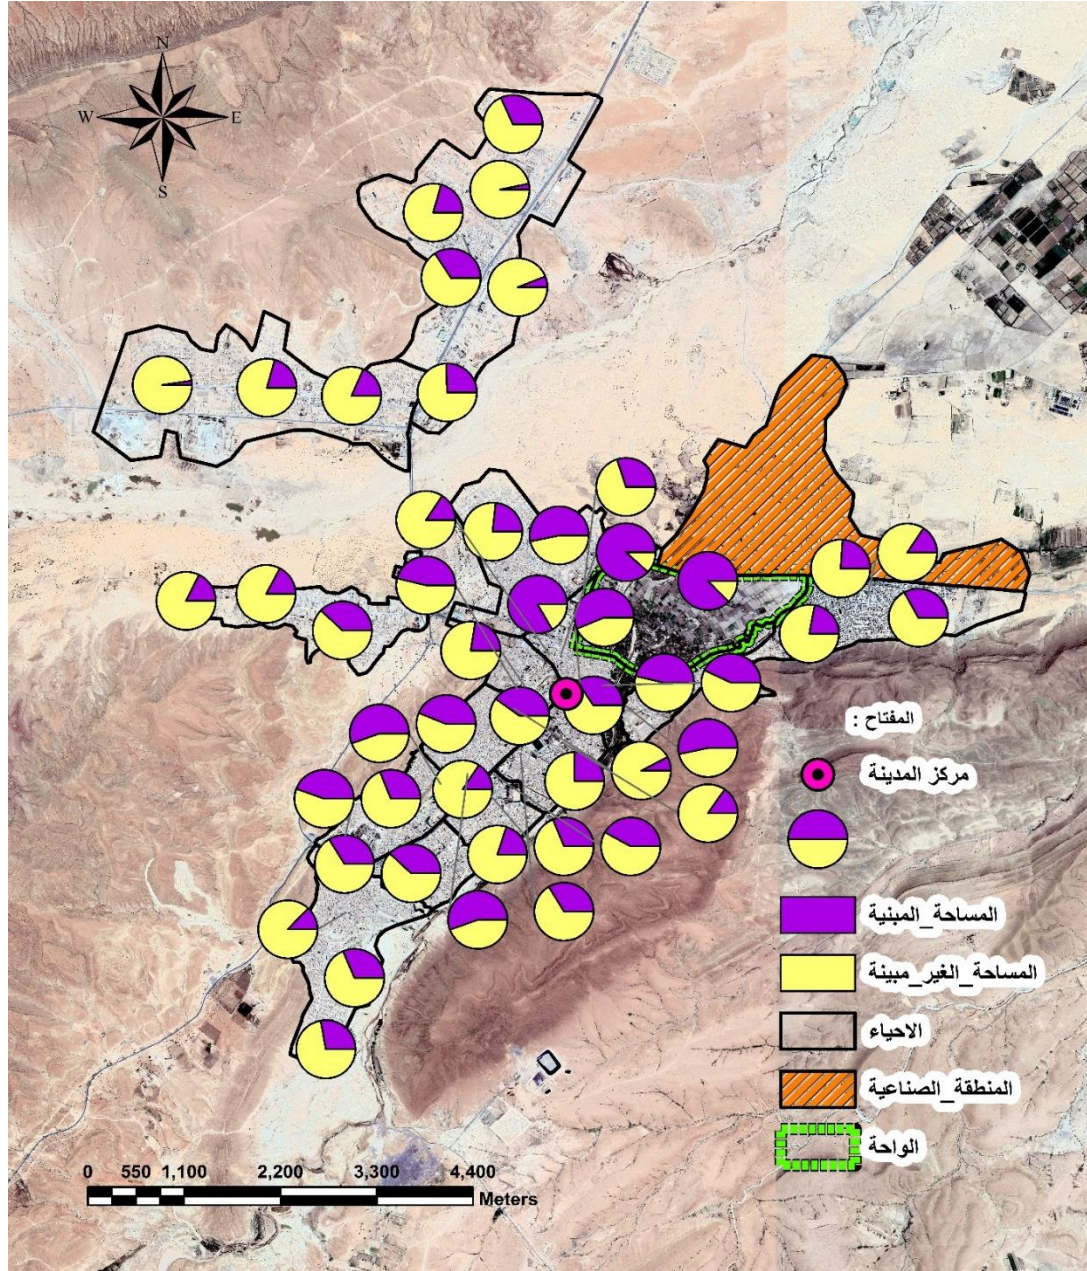 N
W E
S
المفتاح :
مركز المدينة
المساحة_المبنية
المساحة_الغير_مبينة
الاحياء
المنطقة_الصناعية
الواحة
0 550 1,100 2,200 3,300 4,400
Meters